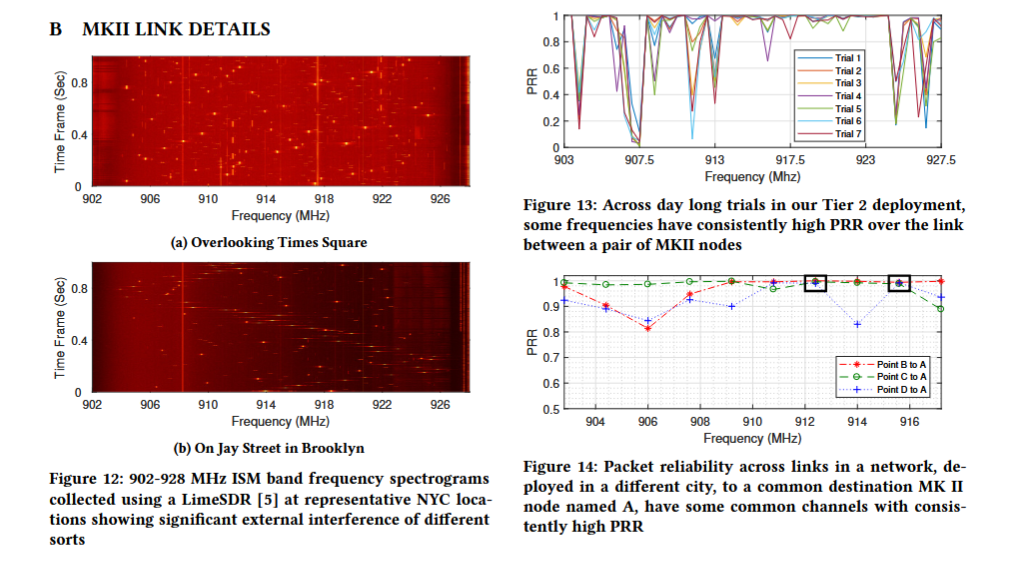 B MKII LINK DETAILS
Time Frame (Sec)
0.8
0.4
0
902 906 910 914 918 922 926
Frequency (MHz)
(a) Overlooking Times Square
Time Frame (Sec)
0.8
0.4
0
902 906 910 914 918 922 926
Frequency (MHz)
(b) On Jay Street in Brooklyn
Figure 12: 902-928 MHz ISM band frequency spectrograms
collected using a LimeSDR [5] at representative NYC loca-
tions showing significant external interference of different
sorts
PRR
1
0.8
0.6
0.4
0.2
0
Trial 1
Trial 2
Trial 3
Trial 4
Trial 5
Trial 6
Trial 7
903 907.5 913 917.5 923 927.5
Frequency (Mhz)
Figure 13: Across day long trials in our Tier 2 deployment,
some frequencies have consistently high PRR over the link
between a pair of MKII nodes
PRR
1
0.9
0.8
0.7
0.6
0.5
Point B to A
Point C to A
Point D to A
904 906 908 910 912 914 916
Frequency (MHz)
Figure 14: Packet reliability across links in a network, de-
ployed in a different city, to a common destination MK II
node named A, have some common channels with consis-
tently high PRR